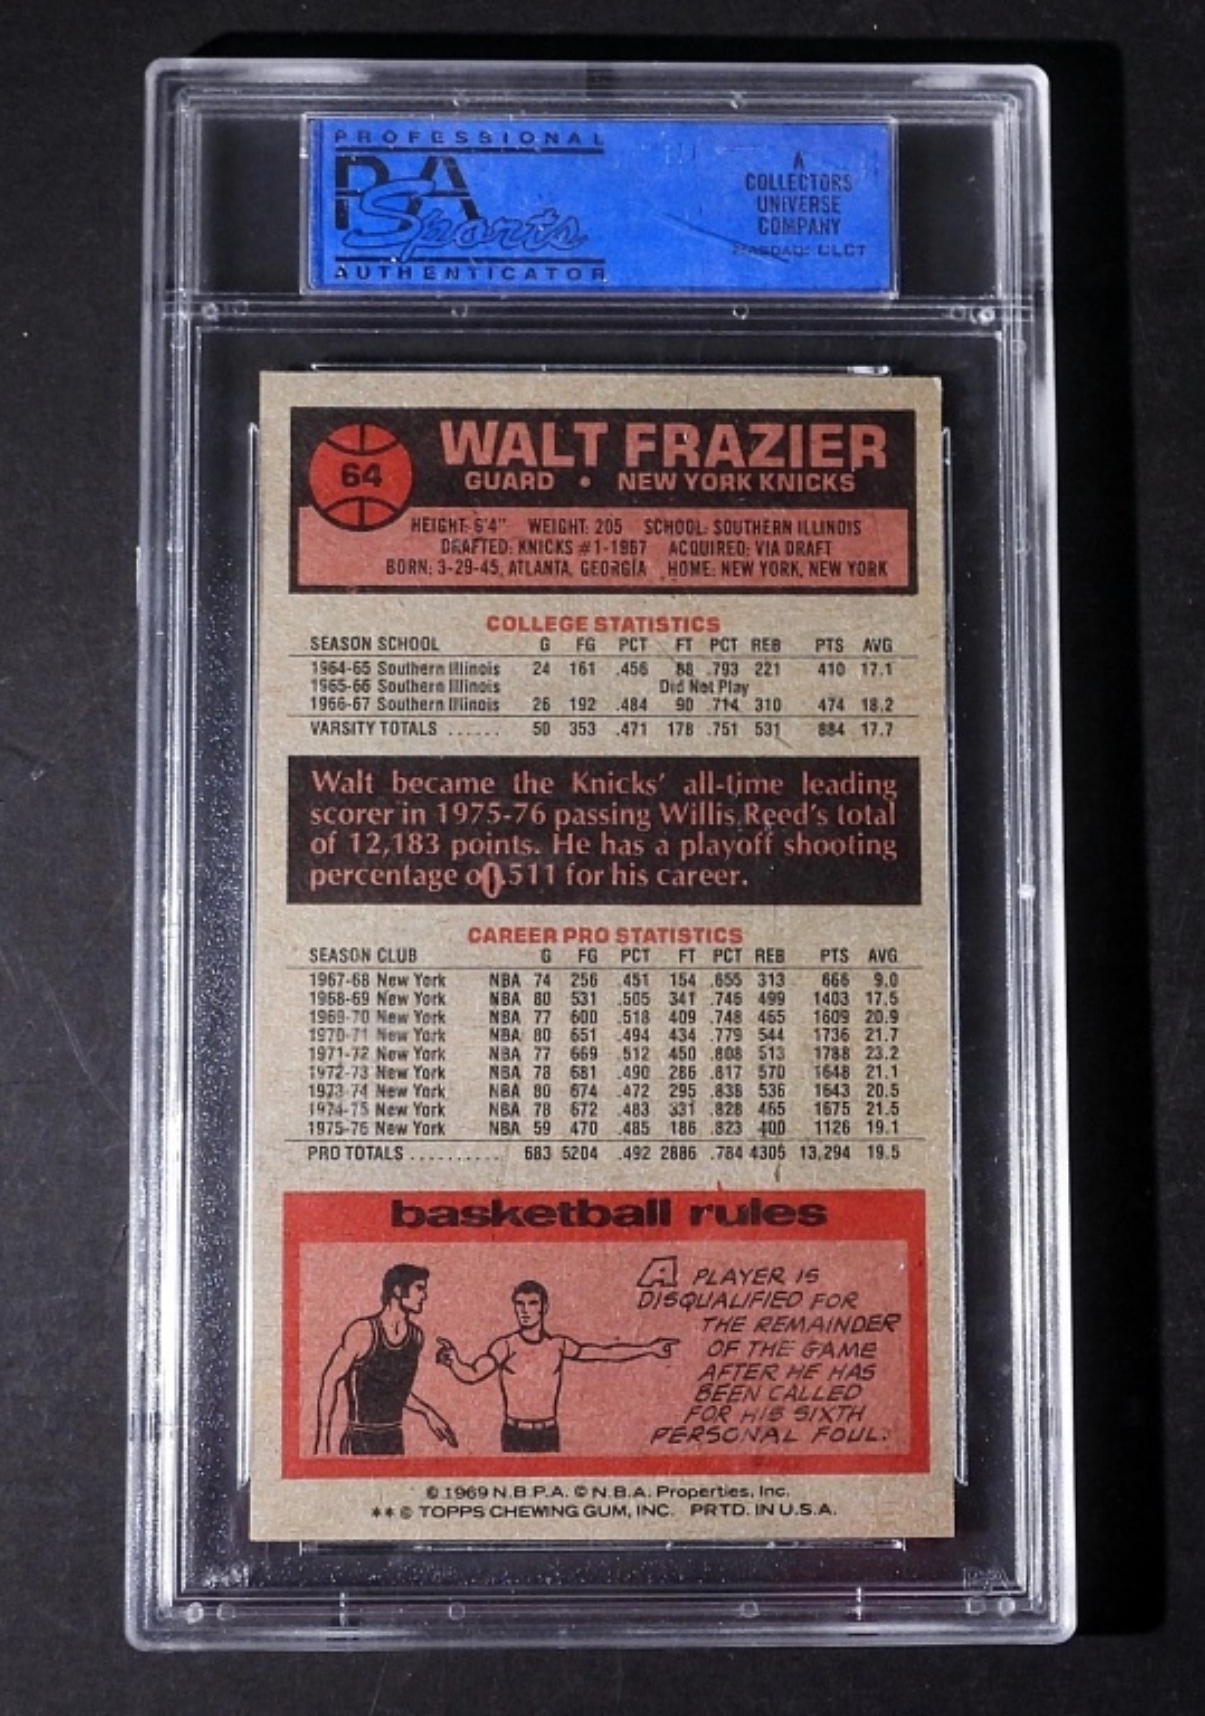 PROFESSIONAL
PSA
Sports
AUTHENTICATOR
A
COLLECTORS
UNIVERSE
COMPANY
NASDAQ: CLCT
64
WALT FRAZIER
GUARD • NEW YORK KNICKS
HEIGHT: 6'4" WEIGHT: 205 SCHOOL: SOUTHERN ILLINOIS
DRAFTED: KNICKS #1-1967 ACQUIRED: VIA DRAFT
BORN: 3-29-45, ATLANTA, GEORGIA HOME: NEW YORK, NEW YORK
COLLEGE STATISTICS
SEASON SCHOOL G FG PCT FT PCT REB PTS AVG
1964-65 Southern Illinois 24 161 .456 88 .793 221 410 17.1
1965-66 Southern Illinois Did Not Play
1966-67 Southern Illinois 26 192 .484 90 .714 310 474 18.2
VARSITY TOTALS ...... 50 353 .471 178 .751 531 884 17.7
Walt became the Knicks' all-time leading
scorer in 1975-76 passing Willis Reed's total
of 12,183 points. He has a playoff shooting
percentage of .511 for his career.
CAREER PRO STATISTICS
SEASON CLUB G FG PCT FT PCT REB PTS AVG
1967-68 New York NBA 74 256 .451 154 .655 313 666 9.0
1968-69 New York NBA 80 531 .505 341 .746 499 1403 17.5
1969-70 New York NBA 77 600 .518 409 .748 465 1609 20.9
1970-71 New York NBA 80 651 .494 434 .779 544 1736 21.7
1971-72 New York NBA 77 669 .512 450 .808 513 1788 23.2
1972-73 New York NBA 78 681 .490 286 .817 570 1648 21.1
1973-74 New York NBA 80 674 .472 295 .838 536 1643 20.5
1974-75 New York NBA 78 672 .483 331 .828 465 1675 21.5
1975-76 New York NBA 59 470 .485 186 .823 400 1126 19.1
PRO TOTALS .......... 683 5204 .492 2886 .784 4305 13,294 19.5
basketball rules
A PLAYER IS
DISQUALIFIED FOR
THE REMAINDER
OF THE GAME
AFTER HE HAS
BEEN CALLED
FOR HIS SIXTH
PERSONAL FOUL.
© 1969 N.B.P.A. © N.B.A. Properties, Inc.
** © TOPPS CHEWING GUM, INC. PRTD. IN U.S.A.